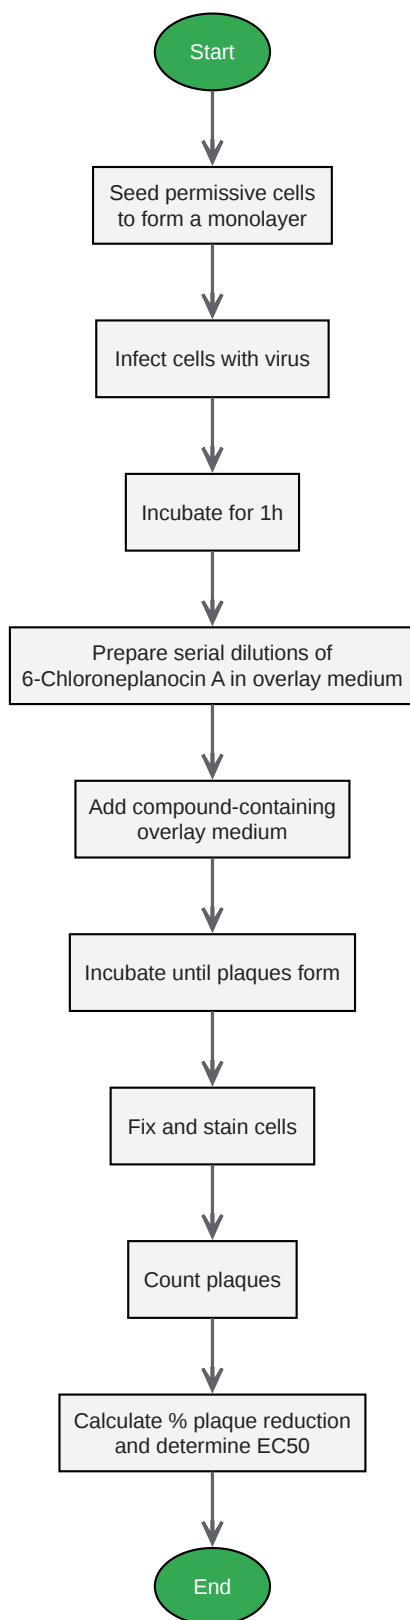 Start
Seed permissive cells
to form a monolayer
Infect cells with virus
Incubate for 1h
Prepare serial dilutions of
6-Chloroneplanocin A in overlay medium
Add compound-containing
overlay medium
Incubate until plaques form
Fix and stain cells
Count plaques
Calculate % plaque reduction
and determine EC50
End